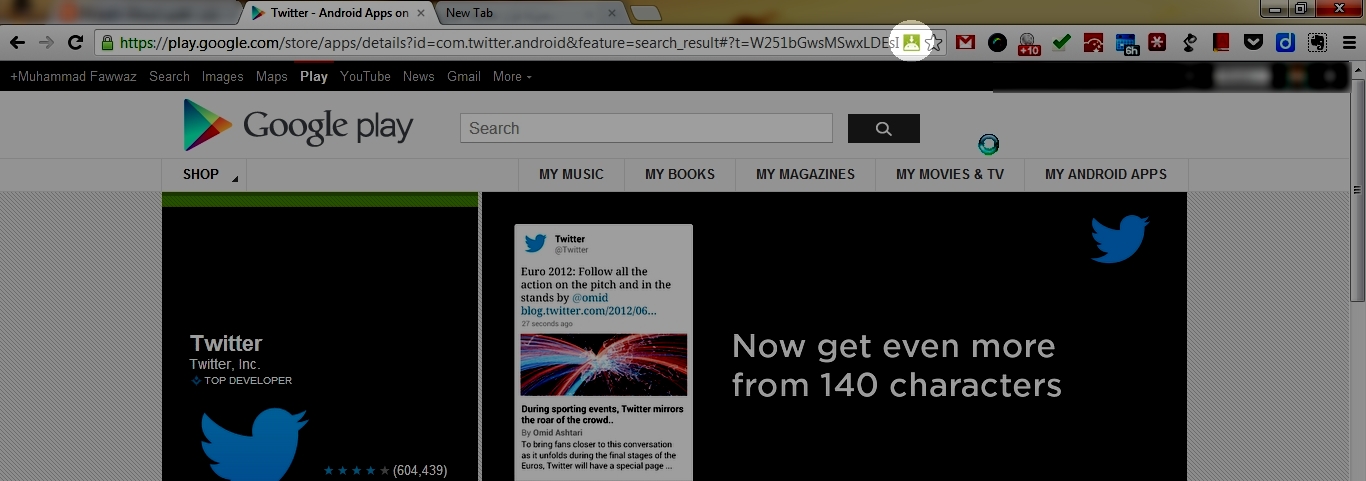 Twitter - Android Apps on
New Tab
https://play.google.com/store/apps/details?id=com.twitter.android&feature=search_result#?t=W251bGwsMSwxLDEsI
+10
6h
+Muhammad Fawwaz Search Images Maps Play YouTube News Gmail More
Google play
Search
SHOP
MY MUSIC MY BOOKS MY MAGAZINES MY MOVIES & TV MY ANDROID APPS
Twitter
Twitter, Inc.
TOP DEVELOPER
(604,439)
Twitter
@Twitter
Euro 2012: Follow all the
action on the pitch and in the
stands by @omid
blog.twitter.com/2012/06...
27 seconds ago
During sporting events, Twitter mirrors
the roar of the crowd..
By Omid Ashtari
To bring fans closer to this conversation
as it unfolds during the final stages of the
Euros, Twitter will have a special page ...
Now get even more
from 140 characters